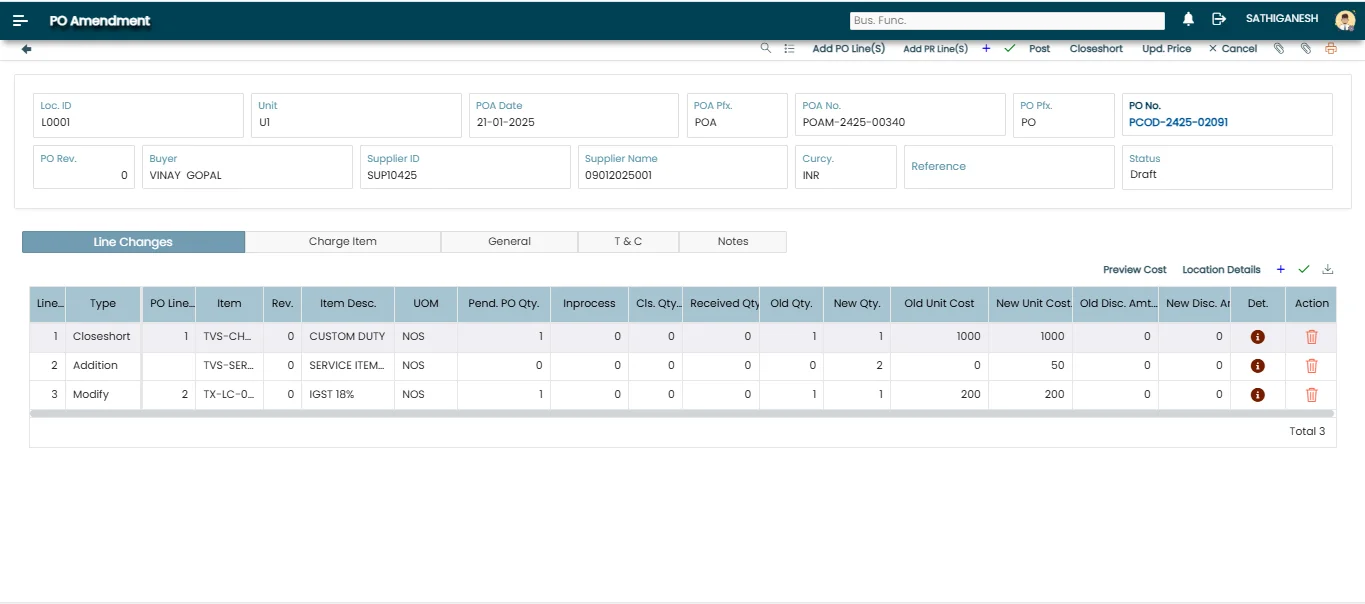 PO Amendment
Bus. Func.
SATHIGANESH
Add PO Line(S) Add PR Line(S) + Post Closeshort Upd. Price × Cancel
Loc. ID Unit POA Date POA Pfx. POA No. PO Pfx. PO No.
L0001 U1 21-01-2025 POA POAM-2425-00340 PO PCOD-2425-02091
PO Rev. Buyer Supplier ID Supplier Name Curcy. Reference Status
0 VINAY GOPAL SUP10425 09012025001 INR Draft
Line Changes Charge Item General T & C Notes
Preview Cost Location Details +
Line... Type PO Line... Item Rev. Item Desc. UOM Pend. PO Qty. Inprocess Cls. Qty... Received Qty Old Qty. New Qty. Old Unit Cost New Unit Cost Old Disc. Amt... New Disc. Ar Det. Action
1 Closeshort 1 TVS-CH... 0 CUSTOM DUTY NOS 1 0 0 0 1 1 1000 1000 0 0
2 Addition TVS-SER... 0 SERVICE ITEM... NOS 0 0 0 0 0 2 0 50 0 0
3 Modify 2 TX-LC-0... 0 IGST 18% NOS 1 0 0 0 1 1 200 200 0 0
Total 3